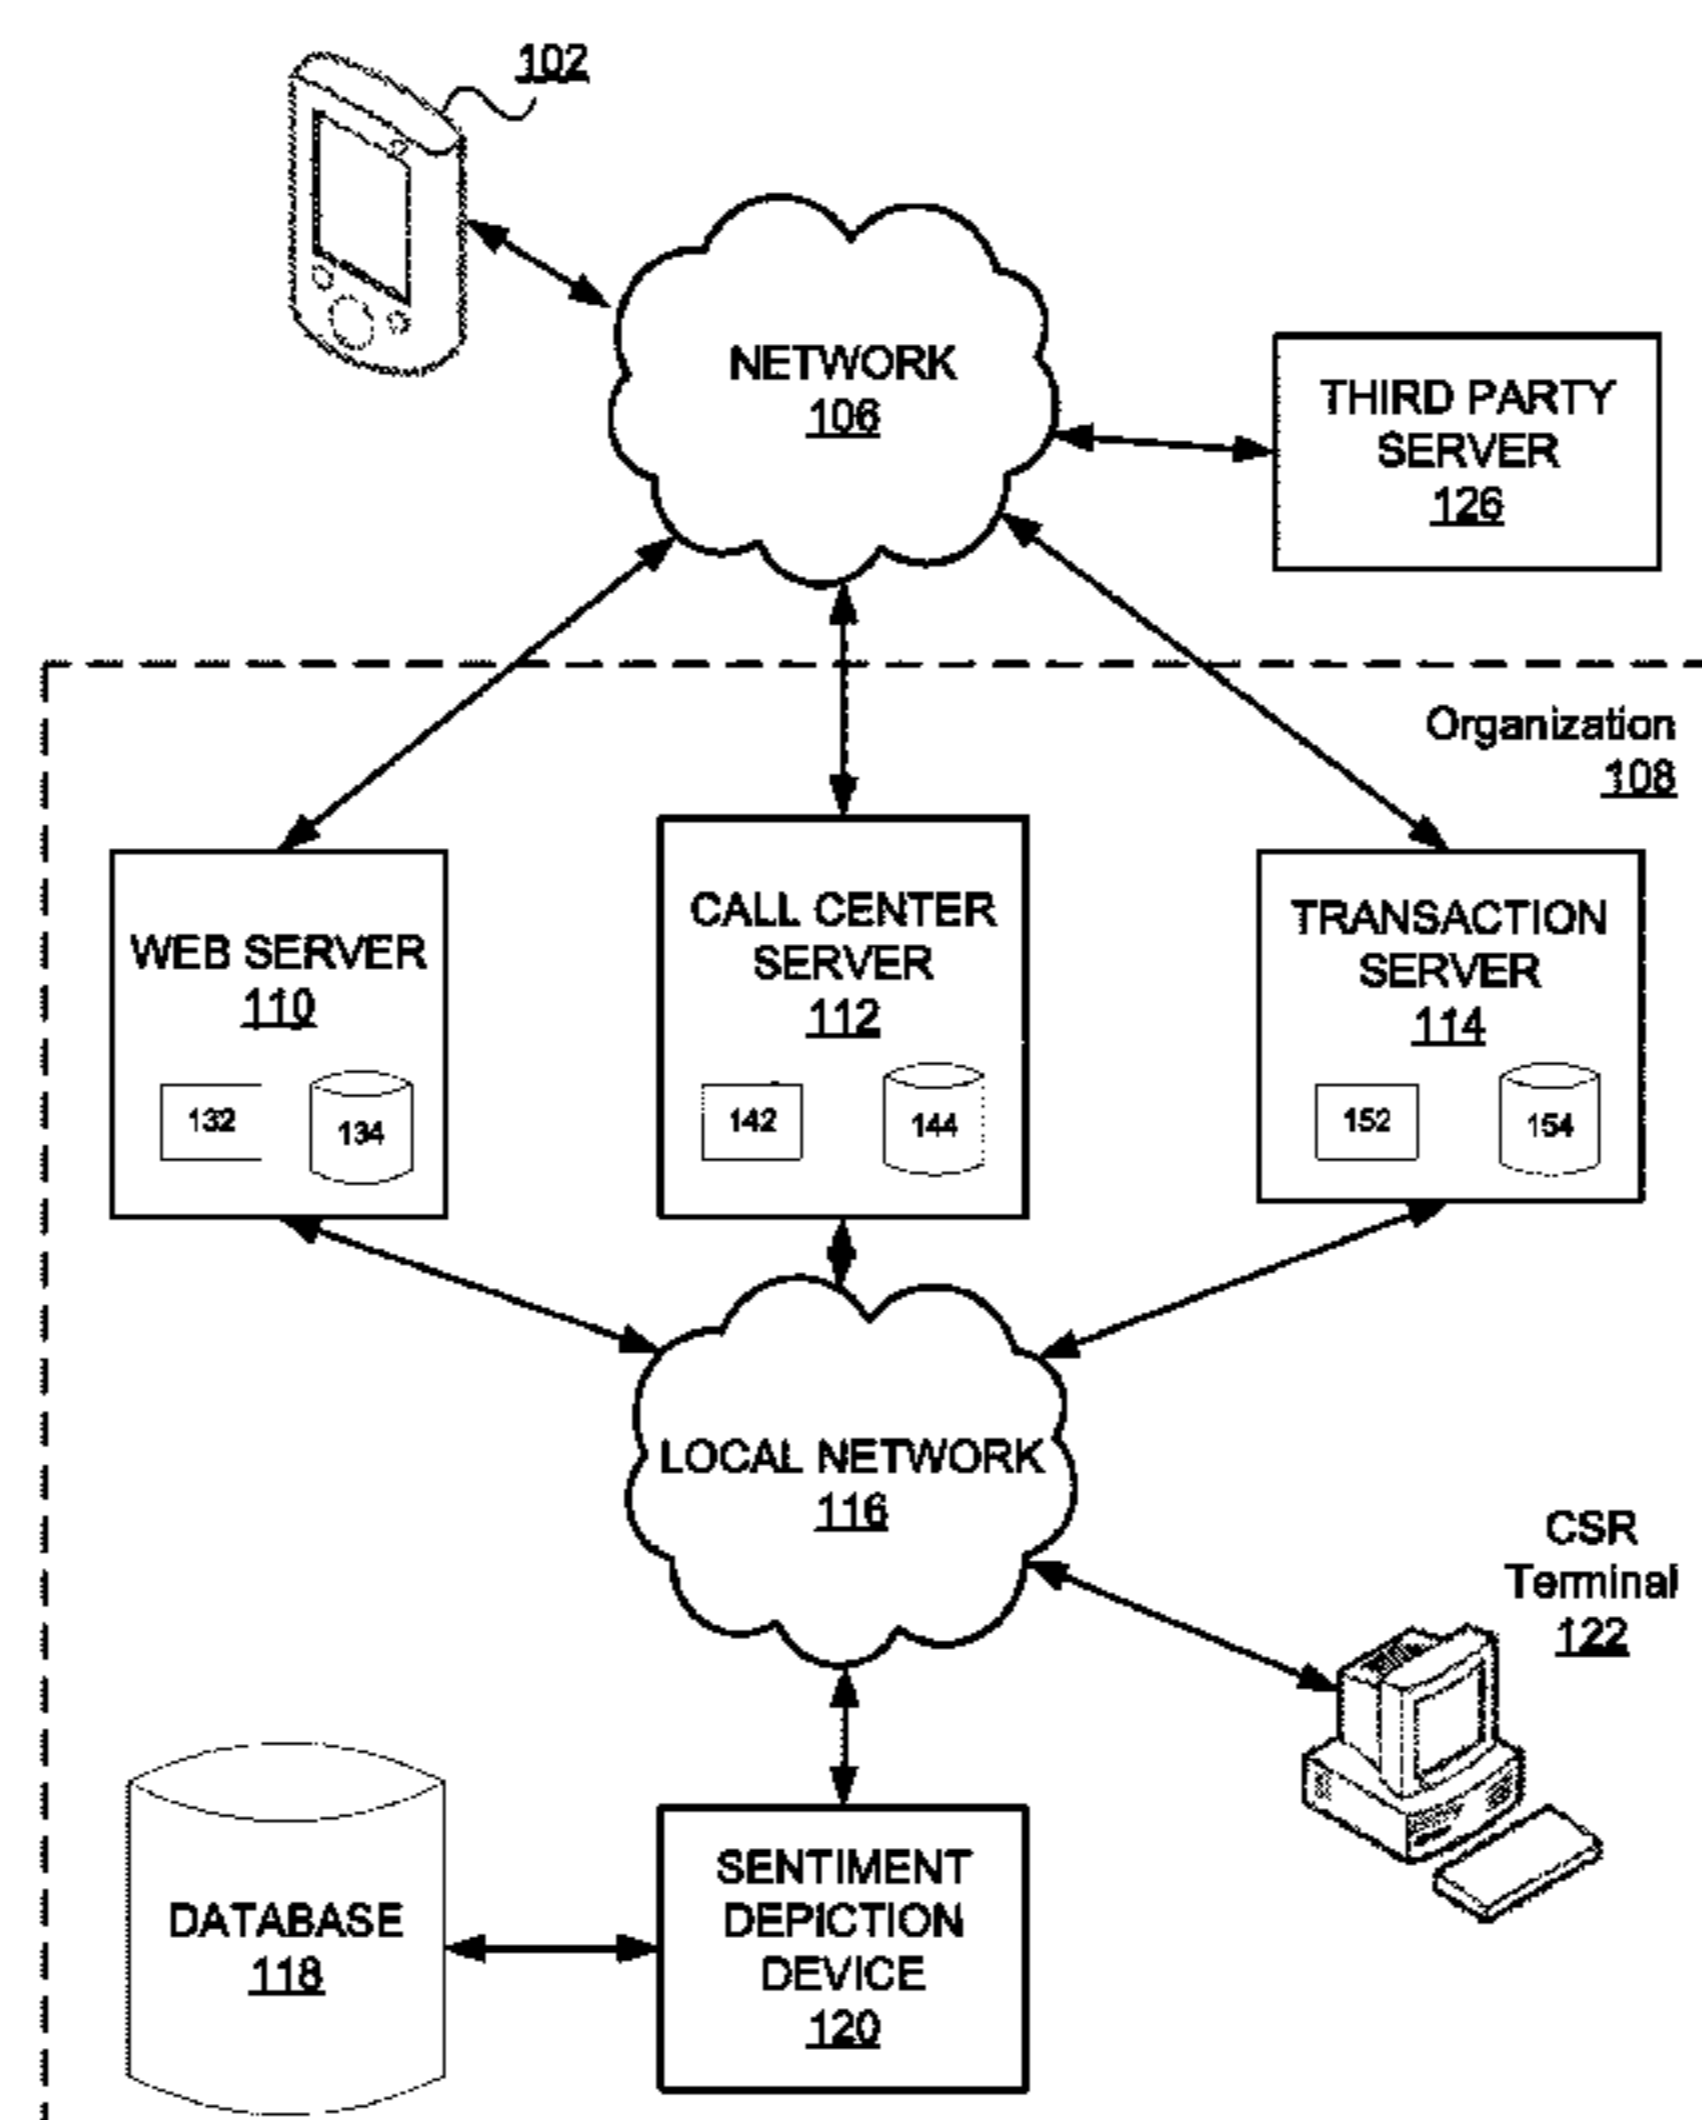 102
NETWORK
106
THIRD PARTY
SERVER
126
Organization
108
WEB SERVER
110
132
134
CALL CENTER
SERVER
112
142
144
TRANSACTION
SERVER
114
152
154
LOCAL NETWORK
116
CSR
Terminal
122
DATABASE
118
SENTIMENT
DEPICTION
DEVICE
120